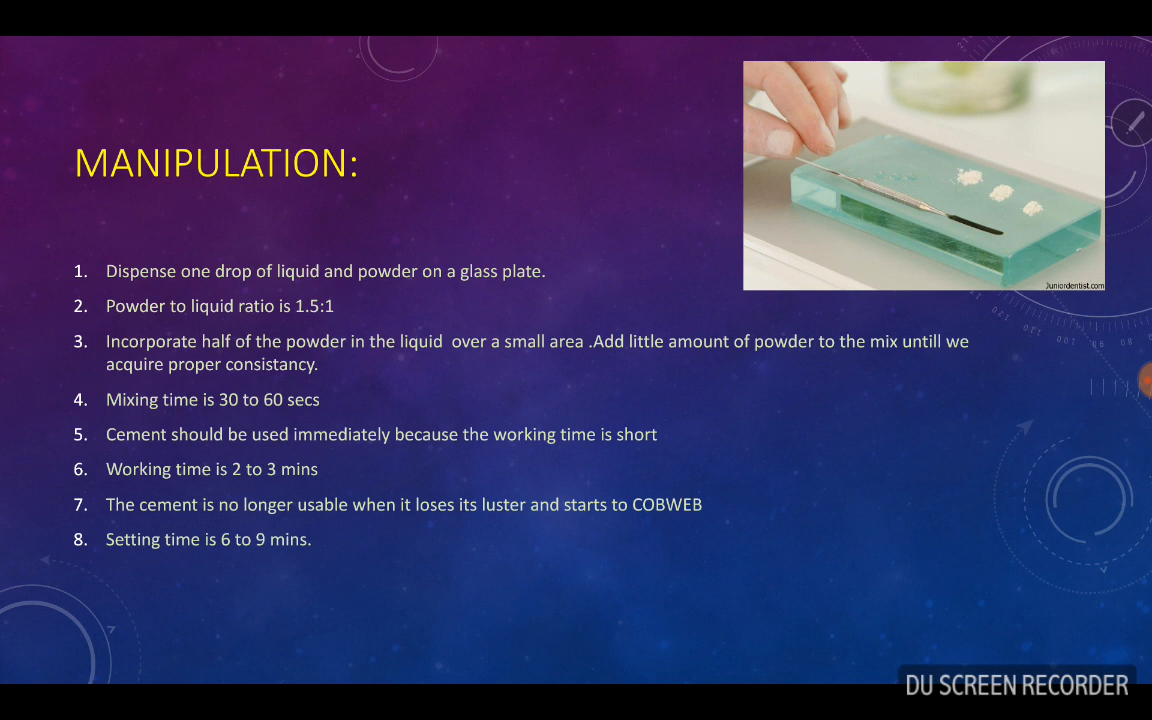 MANIPULATION:
Juniordentist.com
1. Dispense one drop of liquid and powder on a glass plate.
2. Powder to liquid ratio is 1.5:1
3. Incorporate half of the powder in the liquid over a small area .Add little amount of powder to the mix untill we
acquire proper consistancy.
4. Mixing time is 30 to 60 secs
5. Cement should be used immediately because the working time is short
6. Working time is 2 to 3 mins
7. The cement is no longer usable when it loses its luster and starts to COBWEB
8. Setting time is 6 to 9 mins.
DU SCREEN RECORDER